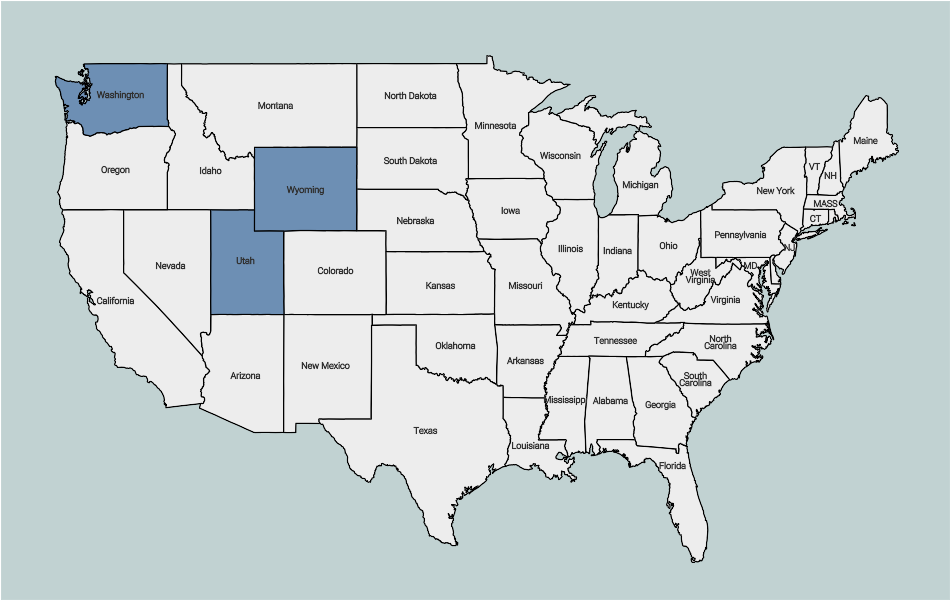 Washington
Montana
North Dakota
Minnesota
Maine
Oregon
Idaho
South Dakota
Wisconsin
VT
NH
Michigan
New York
Wyoming
MASS
CT
Nebraska
Iowa
Pennsylvania
NJ
Utah
Nevada
Colorado
Illinois
Indiana
Ohio
MD
West
Virginia
California
Kansas
Missouri
Kentucky
Virginia
Oklahoma
Tennessee
North
Carolina
Arizona
New Mexico
Arkansas
South
Carolina
Mississipp
Alabama
Georgia
Texas
Louisiana
Florida